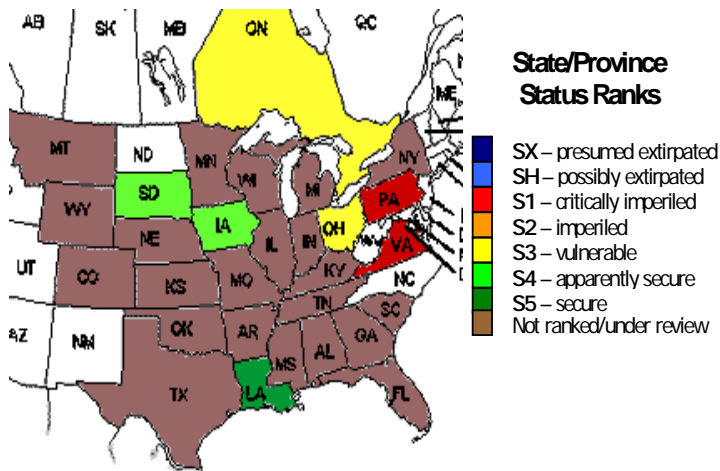 AB
SK
MB
ON
QC
ME
MT
ND
MN
WI
MI
NY
SD
WY
IA
PA
NE
IL
IN
OH
VA
UT
CO
KS
MO
KY
NC
TN
OK
AR
SC
AZ
NM
MS
AL
GA
TX
LA
FL
State/Province
Status Ranks
SX – presumed extirpated
SH – possibly extirpated
S1 – critically imperiled
S2 – imperiled
S3 – vulnerable
S4 – apparently secure
S5 – secure
Not ranked/under review